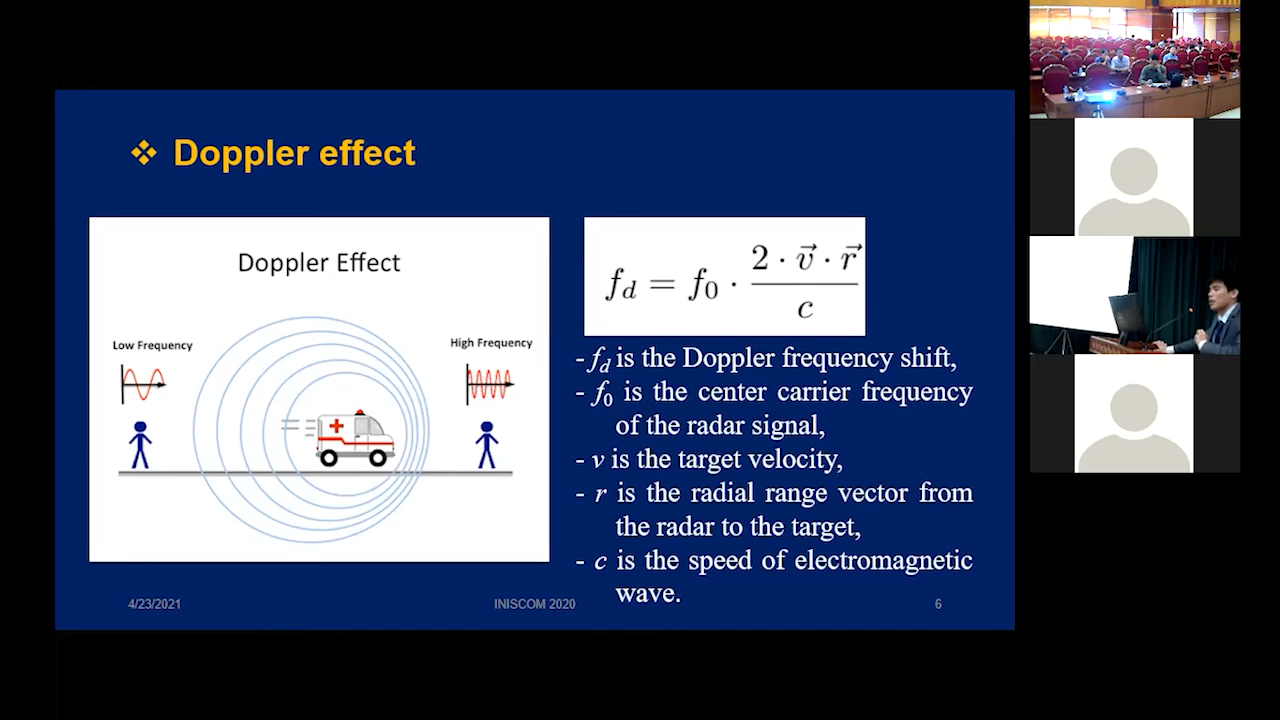 ❖ Doppler effect
Doppler Effect
Low Frequency
High Frequency
f_d = f_0 · (2 · v⃗ · r⃗) / c
- f_d is the Doppler frequency shift,
- f_0 is the center carrier frequency
of the radar signal,
- v is the target velocity,
- r is the radial range vector from
the radar to the target,
- c is the speed of electromagnetic
wave.
4/23/2021
INISCOM 2020
6